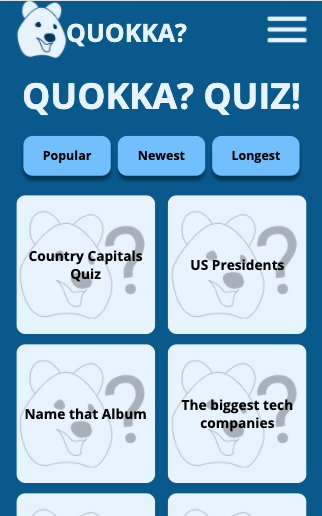 QUOKKA?
QUOKKA? QUIZ!
Popular
Newest
Longest
Country Capitals
Quiz
US Presidents
Name that Album
The biggest tech
companies